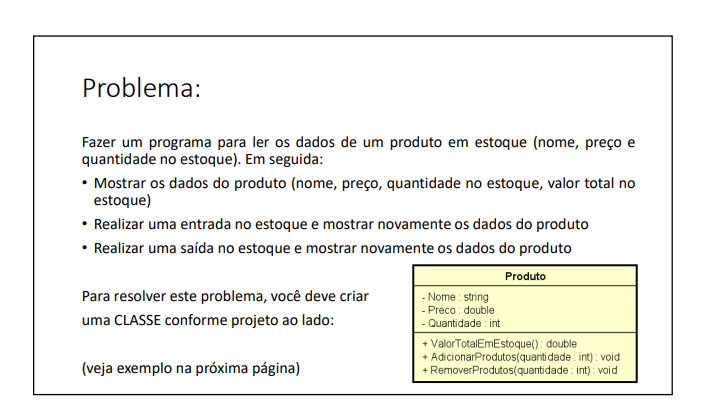 Problema:
Fazer um programa para ler os dados de um produto em estoque (nome, preço e
quantidade no estoque). Em seguida:
• Mostrar os dados do produto (nome, preço, quantidade no estoque, valor total no
estoque)
• Realizar uma entrada no estoque e mostrar novamente os dados do produto
• Realizar uma saída no estoque e mostrar novamente os dados do produto
Para resolver este problema, você deve criar
uma CLASSE conforme projeto ao lado:
(veja exemplo na próxima página)
Produto
- Nome : string
- Preco : double
- Quantidade : int
+ ValorTotalEmEstoque() : double
+ AdicionarProdutos(quantidade : int) : void
+ RemoverProdutos(quantidade : int) : void